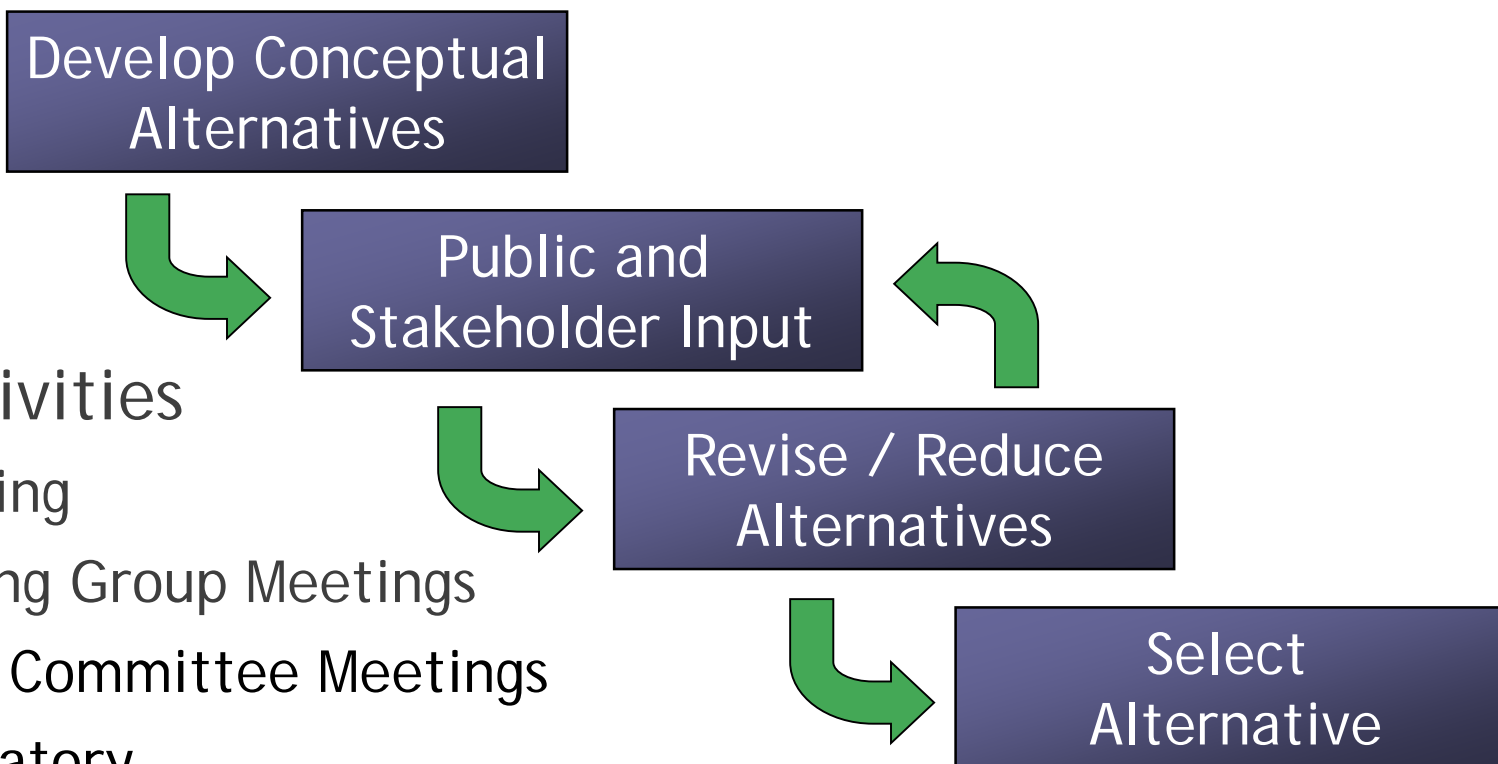 Develop Conceptual
Alternatives
Public and
Stakeholder Input
Revise / Reduce
Alternatives
Select
Alternative
ivities
ing
ng Group Meetings
Committee Meetings